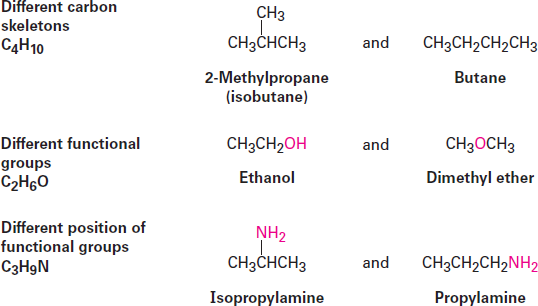 Different carbon
skeletons
C₄H₁₀
CH₃
CH₃CHCH₃ and CH₃CH₂CH₂CH₃
2-Methylpropane
(isobutane)
Butane
Different functional
groups
C₂H₆O
CH₃CH₂OH and CH₃OCH₃
Ethanol Dimethyl ether
Different position of
functional groups
C₃H₉N
NH₂
CH₃CHCH₃ and CH₃CH₂CH₂NH₂
Isopropylamine Propylamine